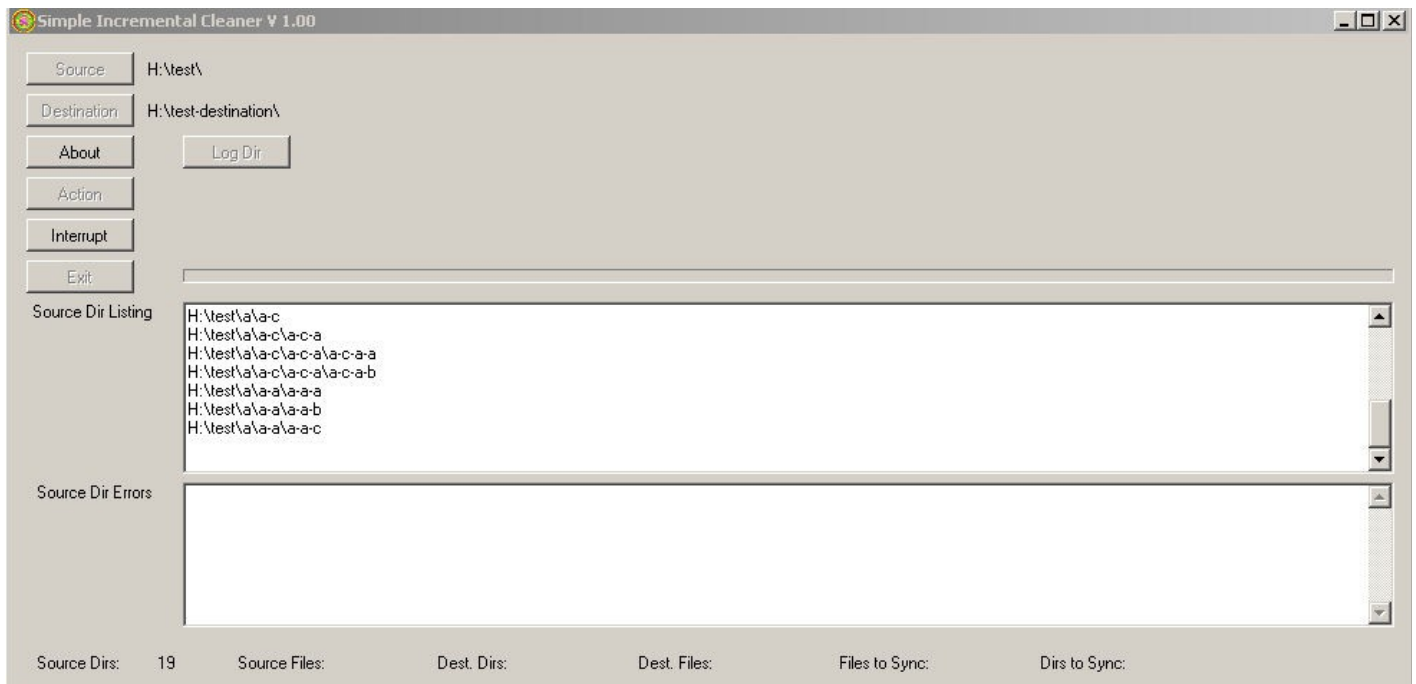 Simple Incremental Cleaner V 1.00
Source H:\test\
Destination H:\test-destination\
About Log Dir
Action
Interrupt
Exit
Source Dir Listing
H:\test\a\a-c
H:\test\a\a-c\a-c-a
H:\test\a\a-c\a-c-a\a-c-a-a
H:\test\a\a-c\a-c-a\a-c-a-b
H:\test\a\a-a\a-a-a
H:\test\a\a-a\a-a-b
H:\test\a\a-a\a-a-c
Source Dir Errors
Source Dirs: 19 Source Files: Dest. Dirs: Dest. Files: Files to Sync: Dirs to Sync: